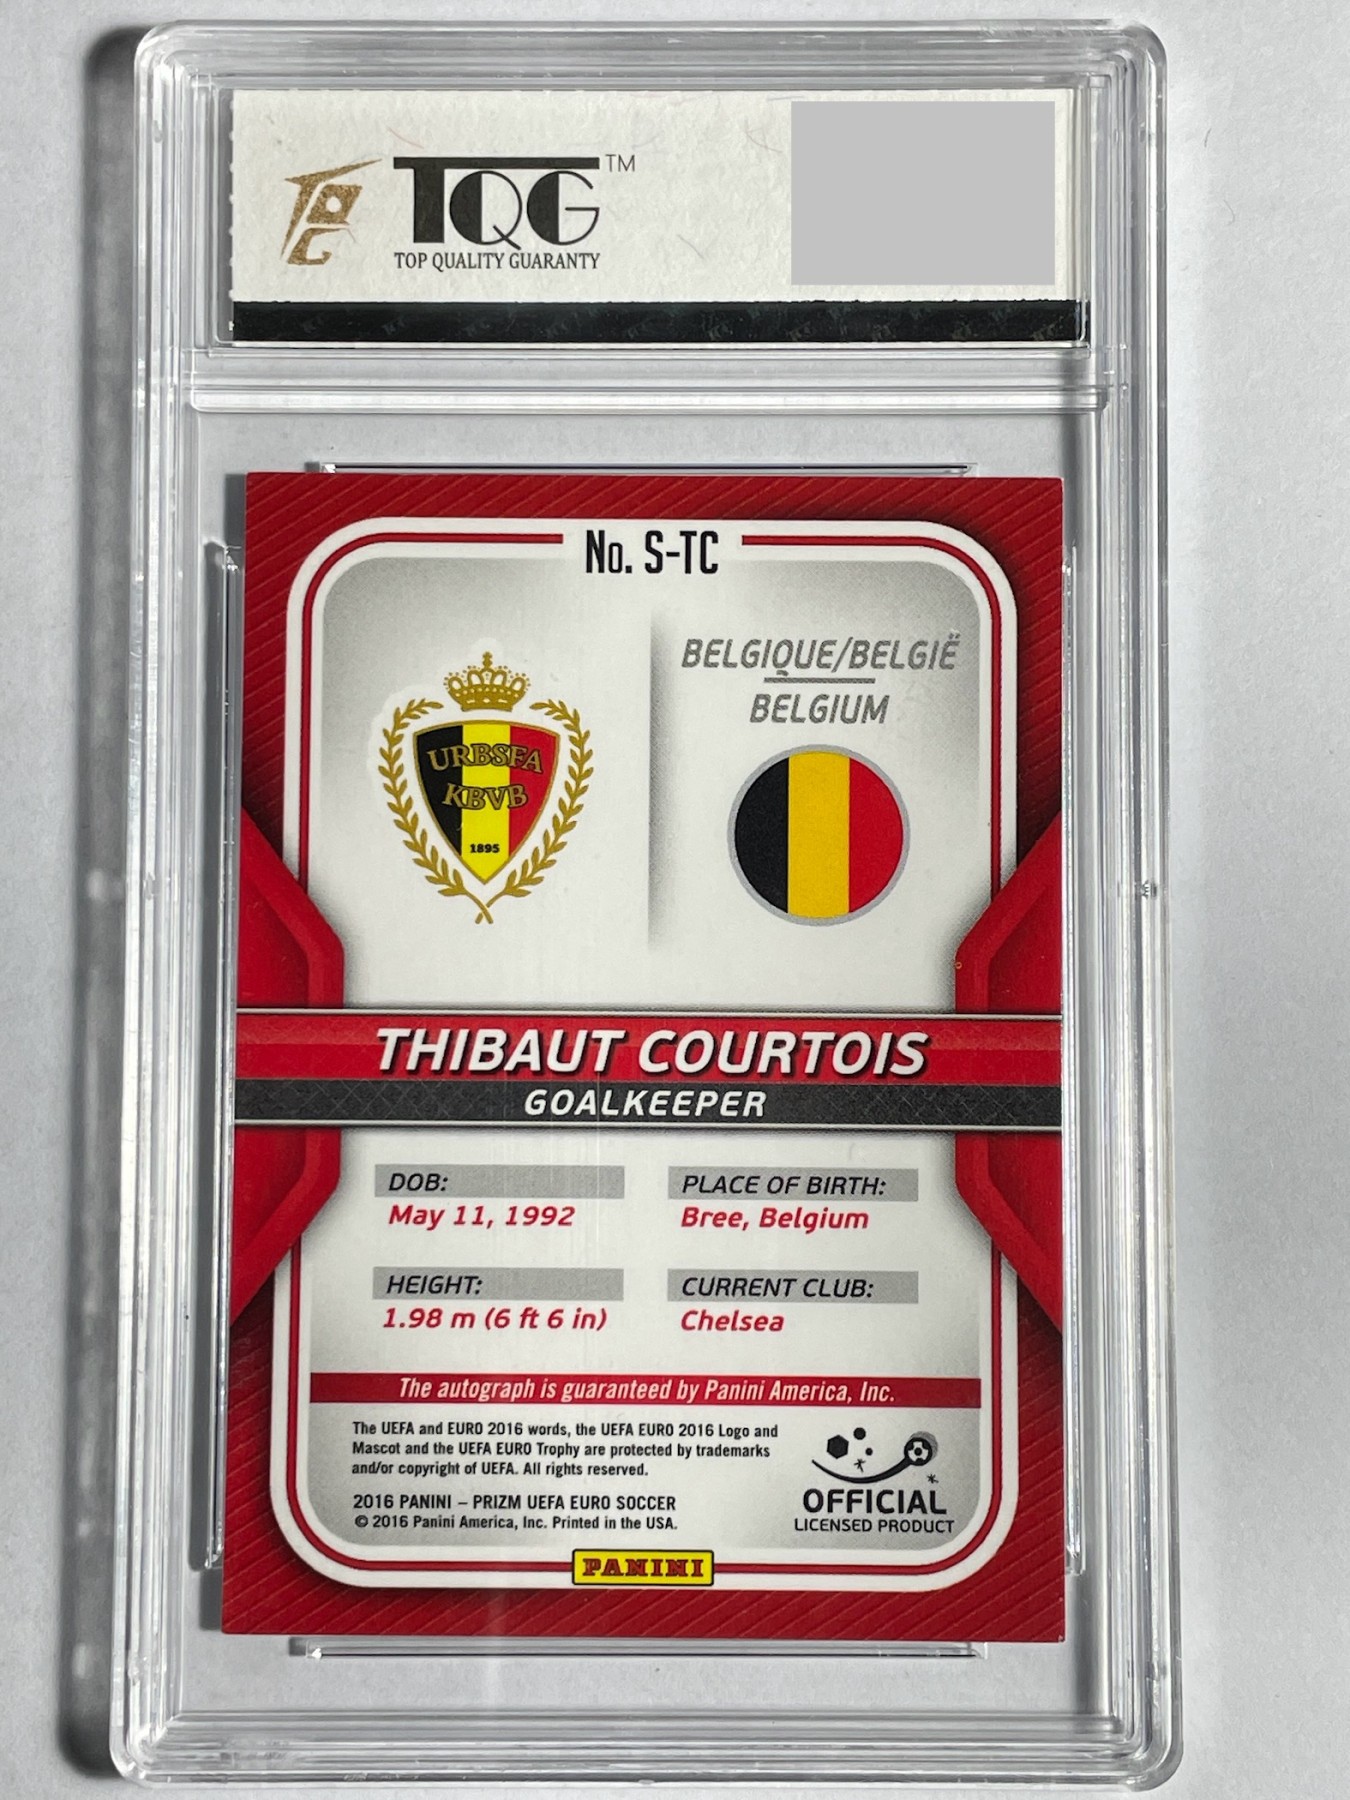 TQG™
TOP QUALITY GUARANTY
No. S-TC
BELGIQUE/BELGIË
BELGIUM
URBSFA
KBVB
1895
THIBAUT COURTOIS
GOALKEEPER
DOB:
May 11, 1992
PLACE OF BIRTH:
Bree, Belgium
HEIGHT:
1.98 m (6 ft 6 in)
CURRENT CLUB:
Chelsea
The autograph is guaranteed by Panini America, Inc.
The UEFA and EURO 2016 words, the UEFA EURO 2016 Logo and
Mascot and the UEFA EURO Trophy are protected by trademarks
and/or copyright of UEFA. All rights reserved.
2016 PANINI – PRIZM UEFA EURO SOCCER
© 2016 Panini America, Inc. Printed in the USA.
OFFICIAL
LICENSED PRODUCT
PANINI